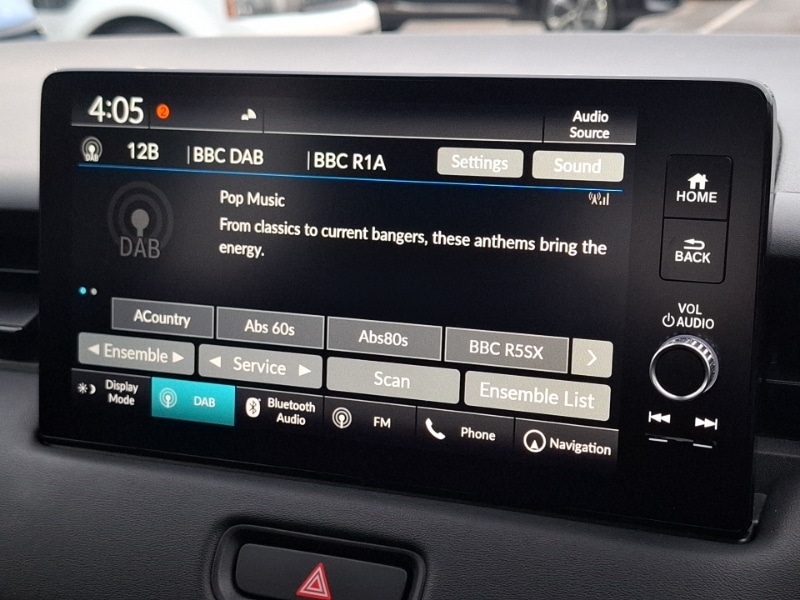 4:05
2
Audio
Source
DAB
12B
|BBC DAB
|BBC R1A
Settings
Sound
Pop Music
From classics to current bangers, these anthems bring the
energy.
DAB
HOME
BACK
VOL
AUDIO
ACountry
Abs 60s
Abs80s
BBC R5SX
Ensemble
Service
Scan
Ensemble List
Display
Mode
DAB
Bluetooth
Audio
FM
Phone
Navigation